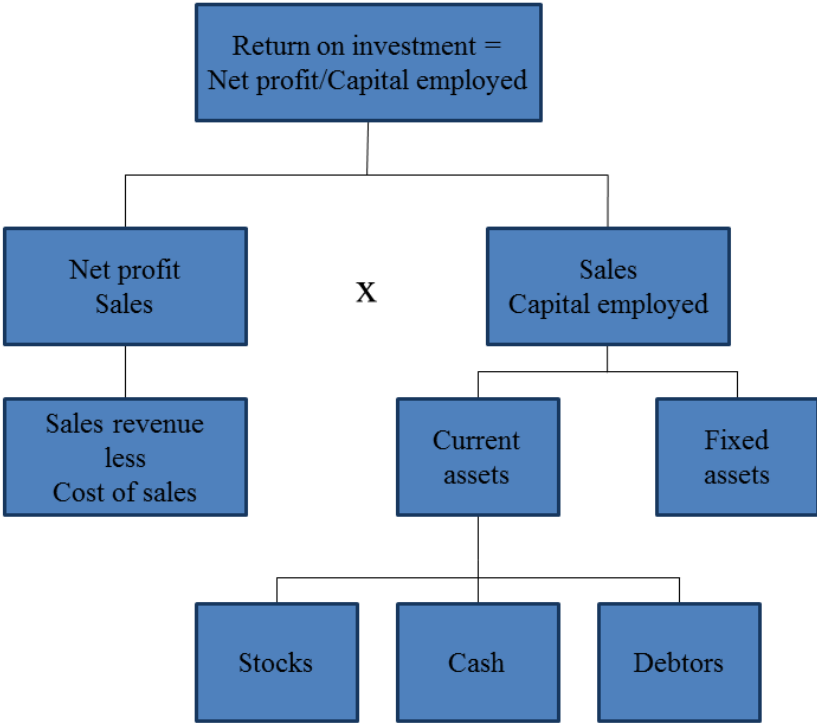 Return on investment =
Net profit/Capital employed
Net profit
Sales
x
Sales
Capital employed
Sales revenue
less
Cost of sales
Current
assets
Fixed
assets
Stocks
Cash
Debtors